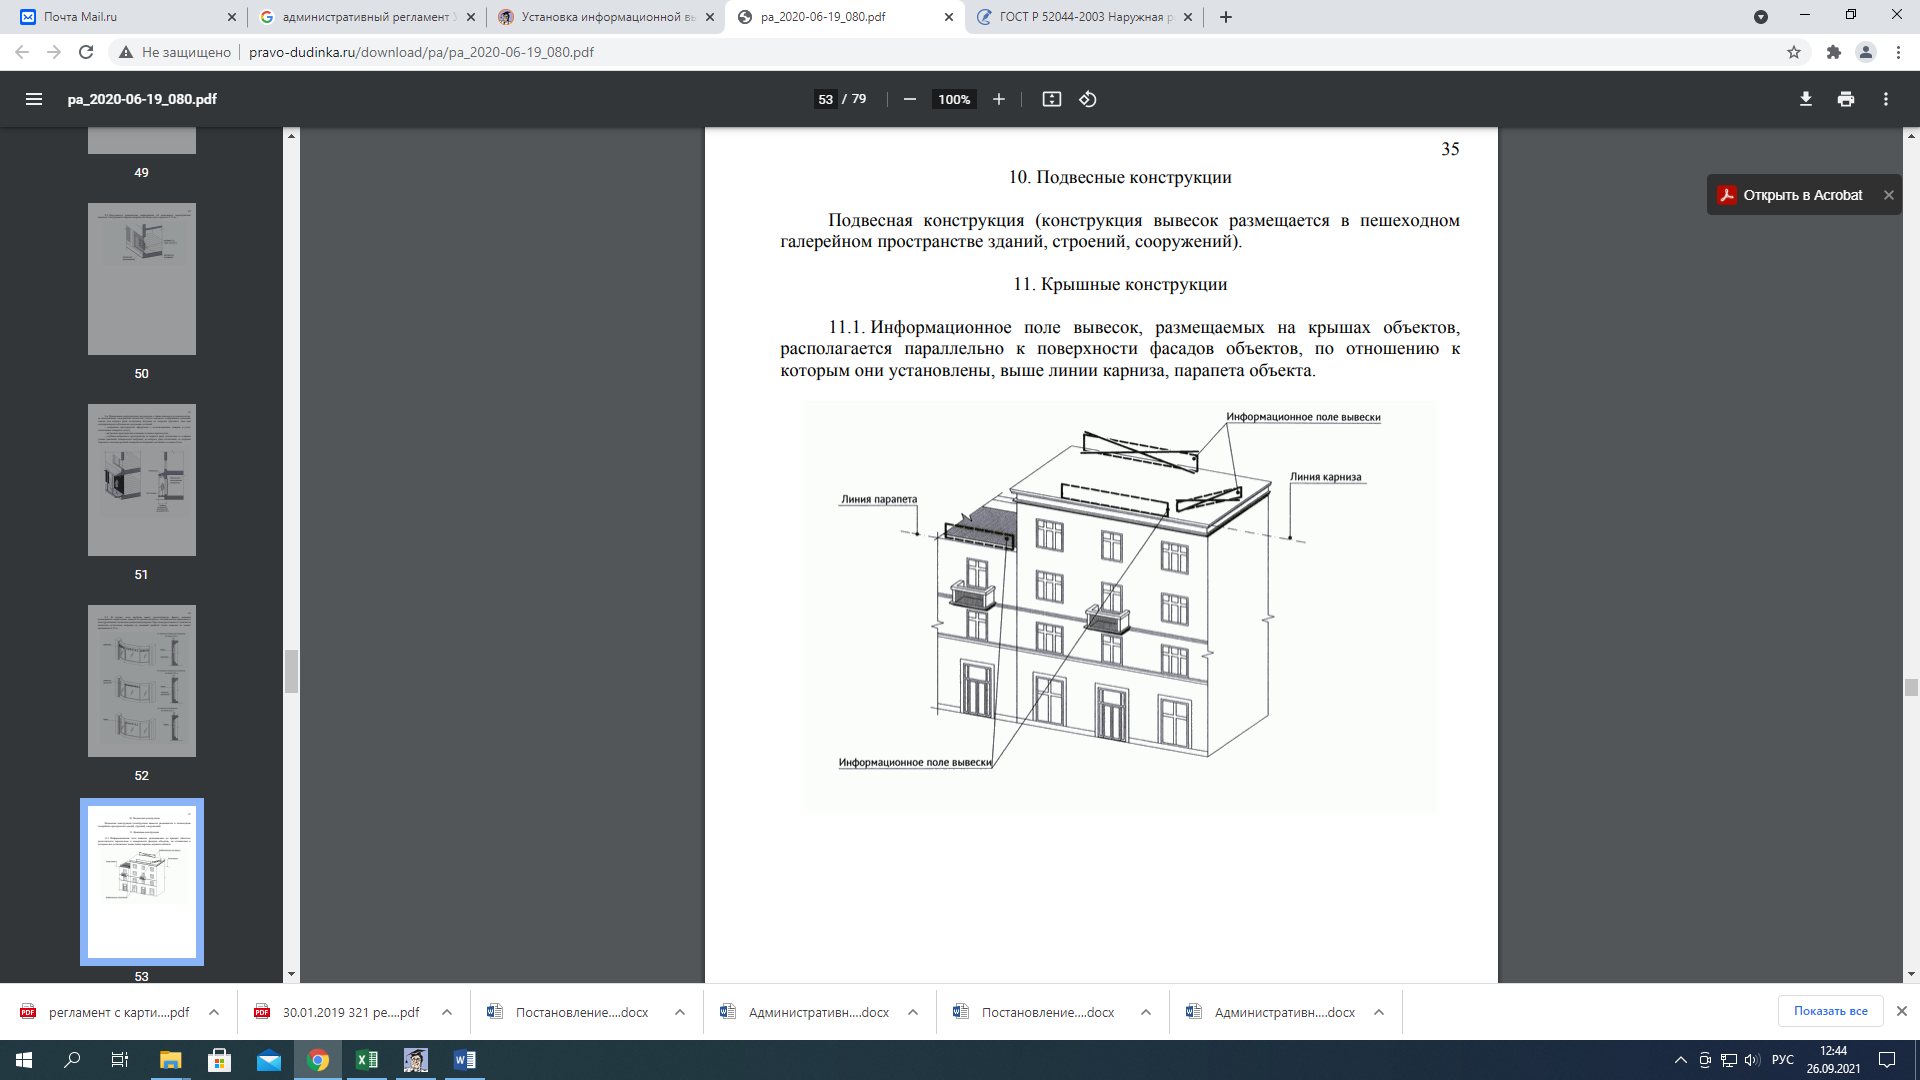 Почта Mail.ru
административный регламент
Установка информационной
pa_2020-06-19_080.pdf
ГОСТ Р 52044-2003 Наружная
Не защищено
pravo-dudinka.ru/download/pa/pa_2020-06-19_080.pdf
pa_2020-06-19_080.pdf
53 / 79
100%
49
50
51
52
53
35
10. Подвесные конструкции
Подвесная конструкция (конструкция вывесок размещается в пешеходном
галерейном пространстве зданий, строений, сооружений).
11. Крышные конструкции
11.1. Информационное поле вывесок, размещаемых на крышах объектов,
располагается параллельно к поверхности фасадов объектов, по отношению к
которым они установлены, выше линии карниза, парапета объекта.
Информационное поле вывески
Линия карниза
Линия парапета
Информационное поле вывески
Открыть в Acrobat
регламент с карти....pdf
30.01.2019 321 ре....pdf
Постановление....docx
Административн....docx
Постановление....docx
Административн....docx
Показать все
РУС
12:44
26.09.2021